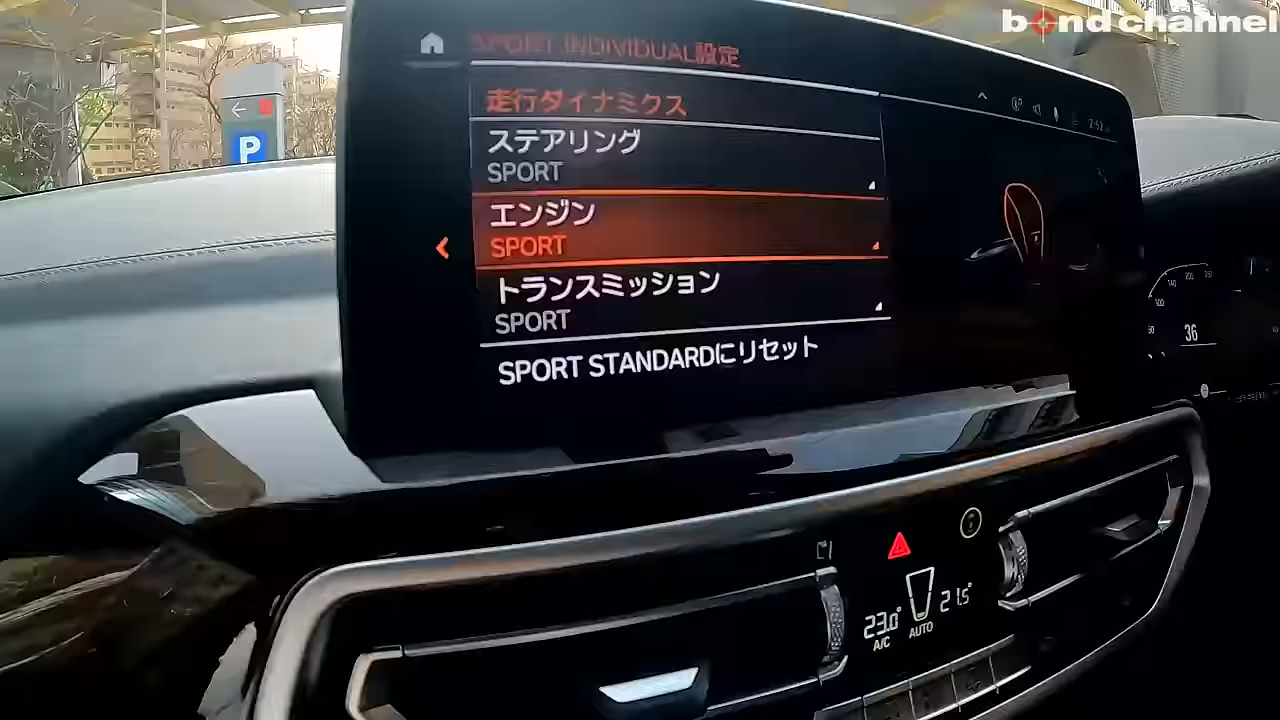 bond channel
SPORT INDIVIDUAL設定
走行ダイナミクス
ステアリング
SPORT
エンジン
SPORT
トランスミッション
SPORT
SPORT STANDARDにリセット
P
2:52
36
23.0°
A/C
AUTO
21.5°